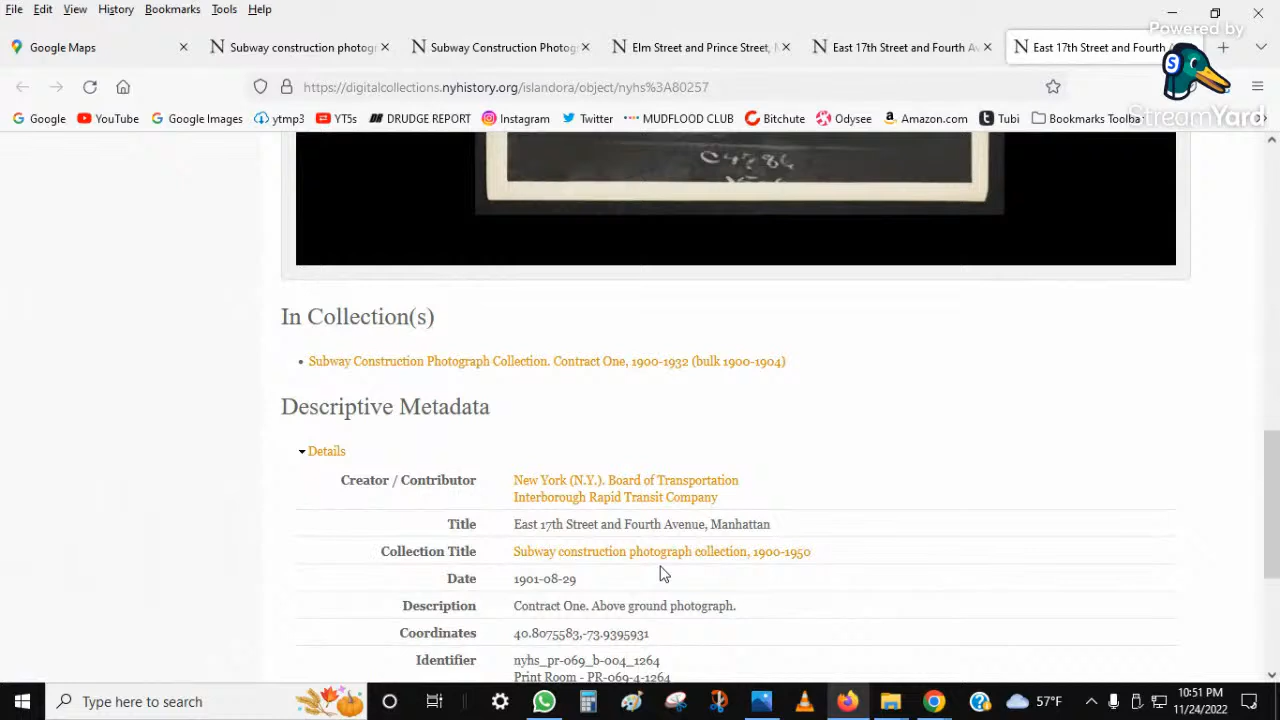 File Edit View History Bookmarks Tools Help
Powered by
Google Maps
Subway construction photogr
Subway Construction Photogr
Elm Street and Prince Street, M
East 17th Street and Fourth Av
East 17th Street and Fourth A
https://digitalcollections.nyhistory.org/islandora/object/nyhs%3A80257
StreamYard
Google YouTube Google Images ytmp3 YT5s DRUDGE REPORT Instagram Twitter MUDFLOOD CLUB Bitchute Odysee Amazon.com Tubi Bookmarks Toolba
In Collection(s)
• Subway Construction Photograph Collection. Contract One, 1900-1932 (bulk 1900-1904)
Descriptive Metadata
Details
Creator / Contributor New York (N.Y.). Board of Transportation
Interborough Rapid Transit Company
Title East 17th Street and Fourth Avenue, Manhattan
Collection Title Subway construction photograph collection, 1900-1950
Date 1901-08-29
Description Contract One. Above ground photograph.
Coordinates 40.8075583,-73.9395931
Identifier nyhs_pr-069_b-004_1264
Print Room - PR-069-4-1264
Type here to search
57°F
10:51 PM
11/24/2022